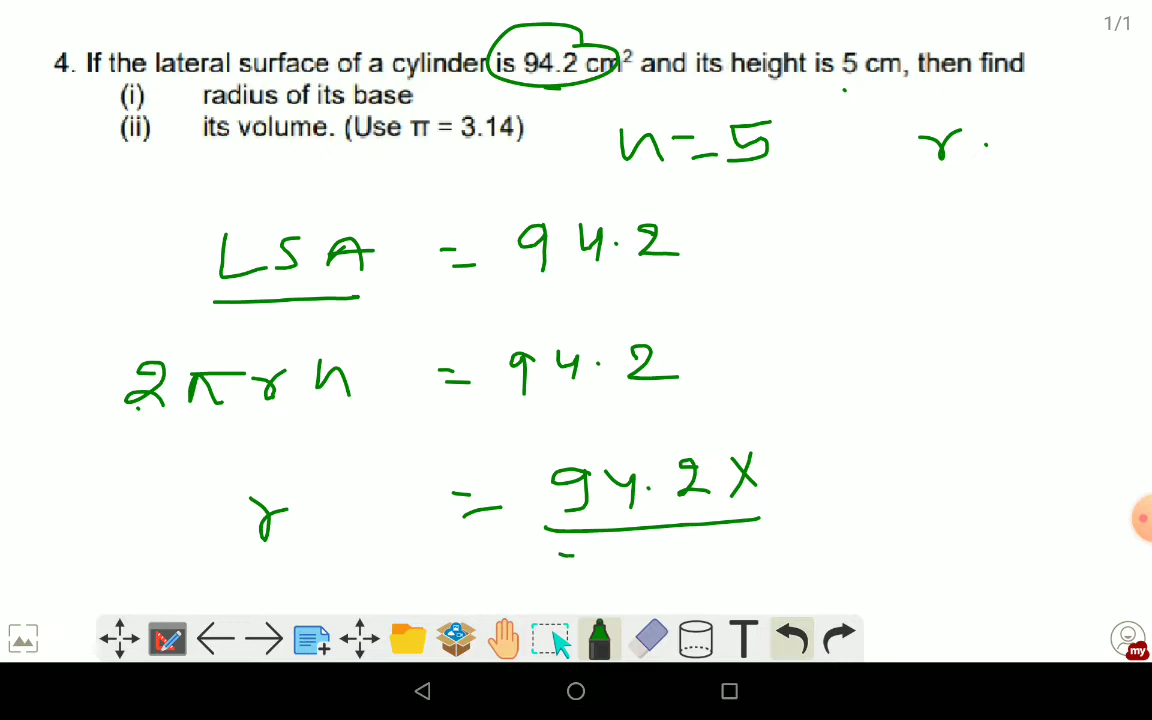 1/1
4. If the lateral surface of a cylinder is 94.2 cm² and its height is 5 cm, then find
(i) radius of its base
(ii) its volume. (Use π = 3.14)
h = 5 r
LSA = 94.2
2πrh = 94.2
r = 94.2 X
T
my